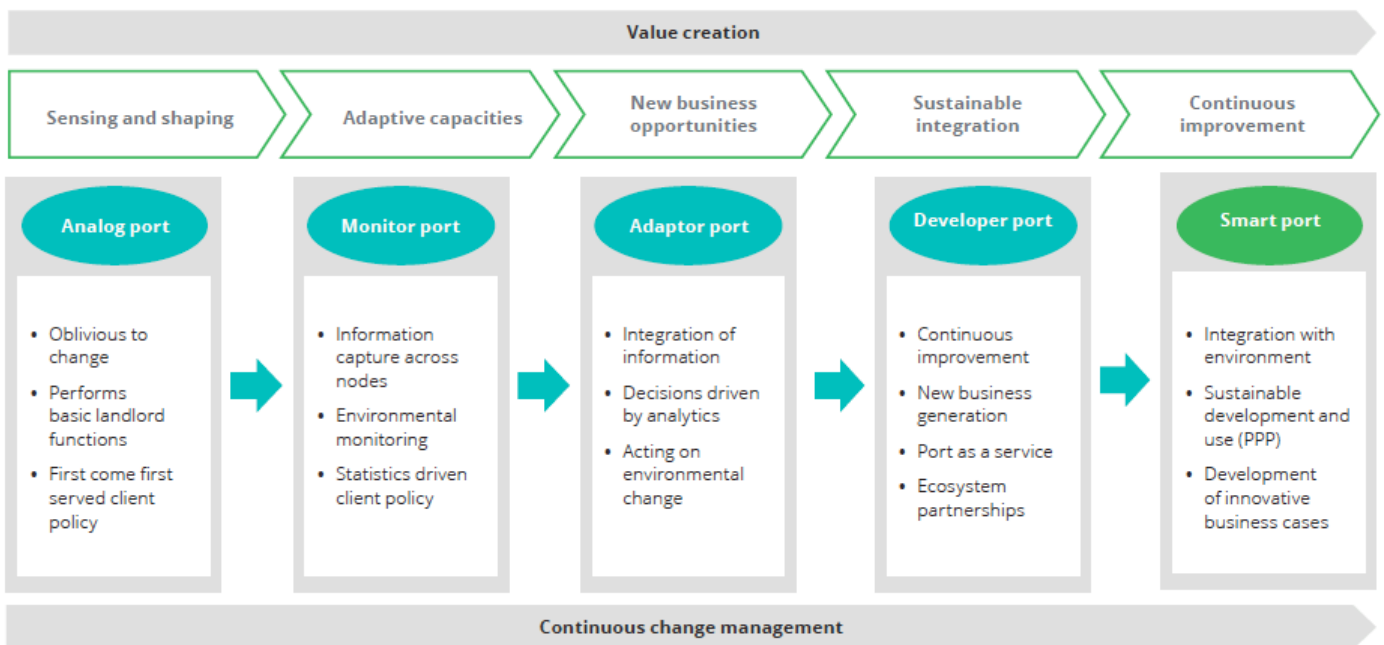 Value creation
Sensing and shaping
Adaptive capacities
New business
opportunities
Sustainable
integration
Continuous
improvement
Analog port
• Oblivious to
change
• Performs
basic landlord
functions
• First come first
served client
policy
Monitor port
• Information
capture across
nodes
• Environmental
monitoring
• Statistics driven
client policy
Adaptor port
• Integration of
information
• Decisions driven
by analytics
• Acting on
environmental
change
Developer port
• Continuous
improvement
• New business
generation
• Port as a service
• Ecosystem
partnerships
Smart port
• Integration with
environment
• Sustainable
development and
use (PPP)
• Development
of innovative
business cases
Continuous change management